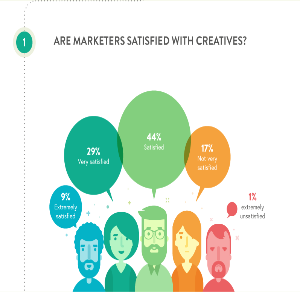 1
ARE MARKETERS SATISFIED WITH CREATIVES?
44%
Satisfied
29%
Very satisfied
17%
Not very
satisfied
9%
Extremely
satisfied
1%
extremely
unsatisfied